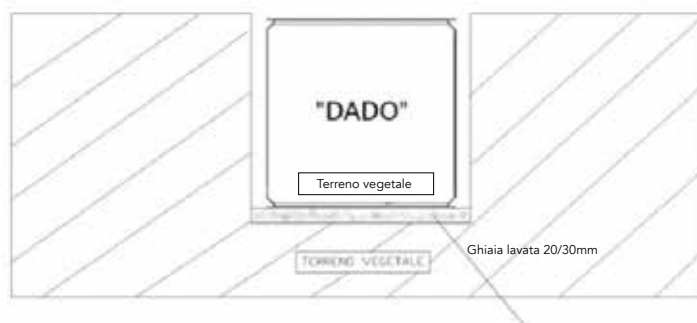 "DADO"
Terreno vegetale
Ghiaia lavata 20/30mm
TERRENO VEGETALE